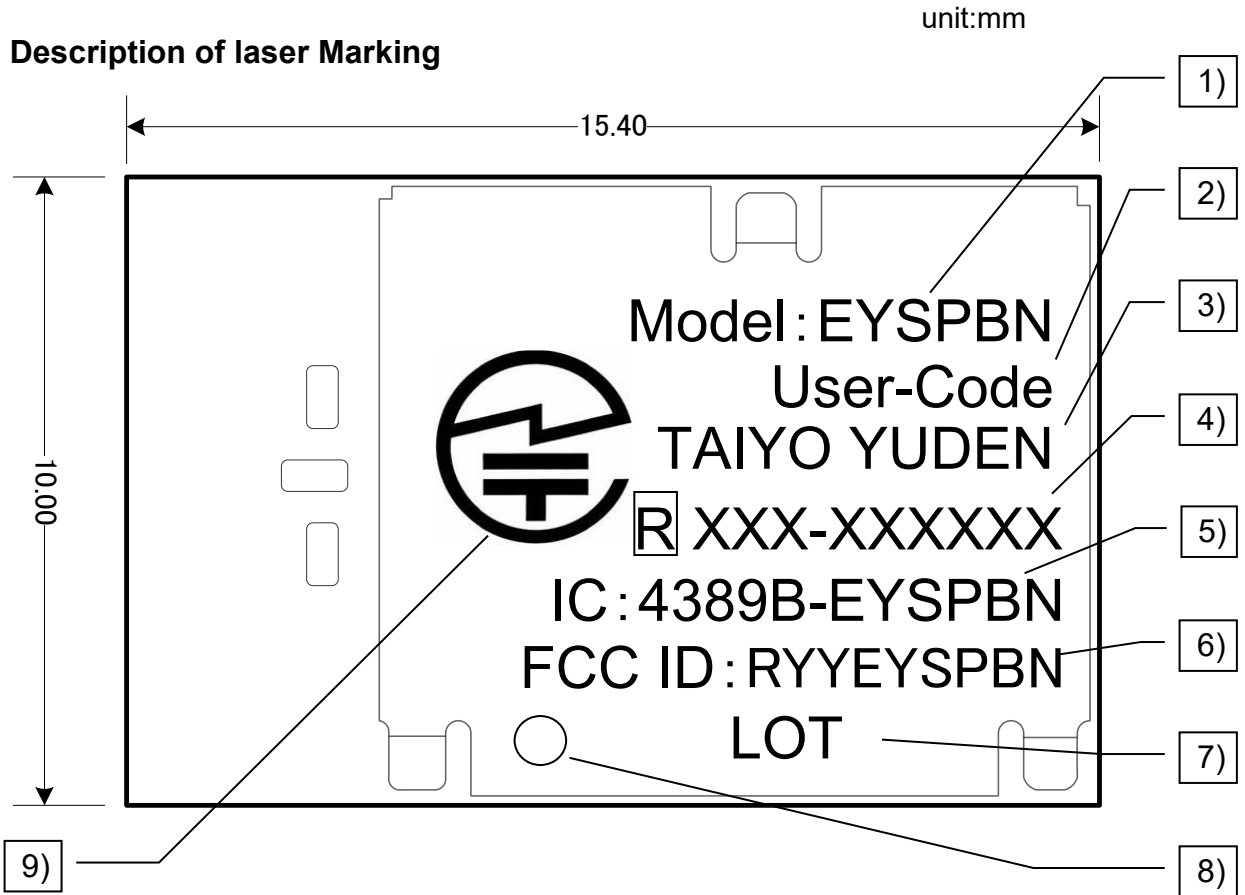 unit:mm
Description of laser Marking
1)
15.40
2)
3)
Model:EYSPBN
User-Code
4)
TAIYO YUDEN
10.00
R XXX-XXXXXX
5)
IC:4389B-EYSPBN
6)
FCC ID:RYYEYSPBN
LOT
7)
9)
8)